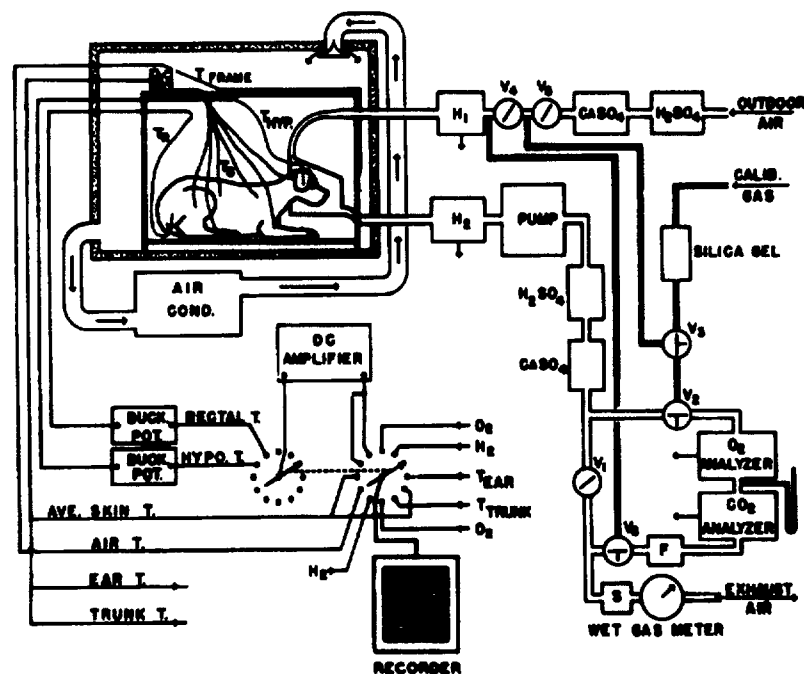 T FRAME
T HYP.
TR
TS
H1
V4
V5
CASO4
H2SO4
OUTDOOR
AIR
CALIB.
GAS
SILICA GEL
H2
PUMP
H2SO4
CASO4
V3
V2
AIR
COND.
DC
AMPLIFIER
BUCK
POT.
RECTAL T.
BUCK
POT.
HYPO. T.
AVE. SKIN T.
AIR T.
EAR T.
TRUNK T.
O2
H2
TEAR
TTRUNK
O2
H2
RECORDER
V1
O2
ANALYZER
CO2
ANALYZER
F
S
WET GAS METER
EXHAUST
AIR